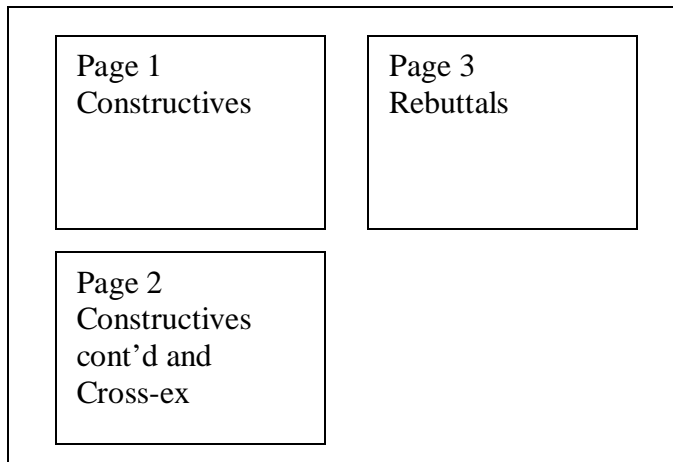 Page 1
Constructives
Page 3
Rebuttals
Page 2
Constructives
cont’d and
Cross-ex